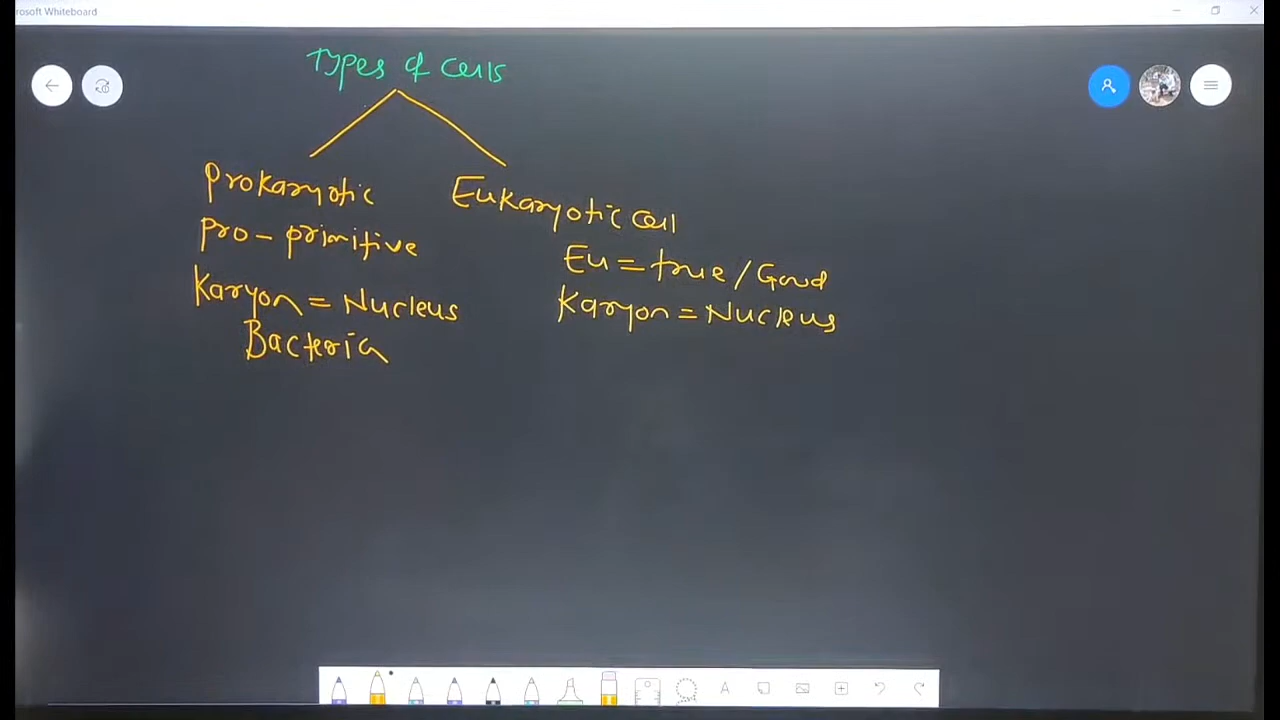 rosoft Whiteboard
Types of cells
Prokaryotic
Pro - primitive
Karyon = Nucleus
Bacteria
Eukaryotic cell
Eu = true / Good
Karyon = Nucleus
A